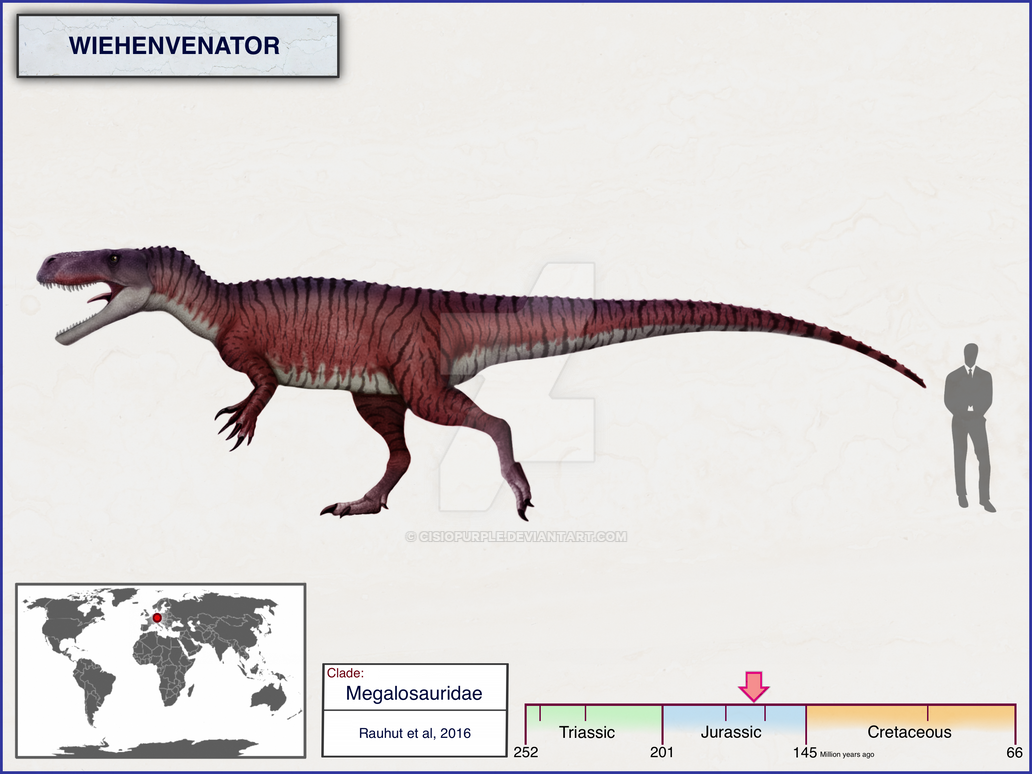 WIEHENVENATOR
© CISIOPURPLE.DEVIANTART.COM
Clade:
Megalosauridae
Rauhut et al, 2016
Triassic
Jurassic
Cretaceous
252
201
145 Million years ago
66